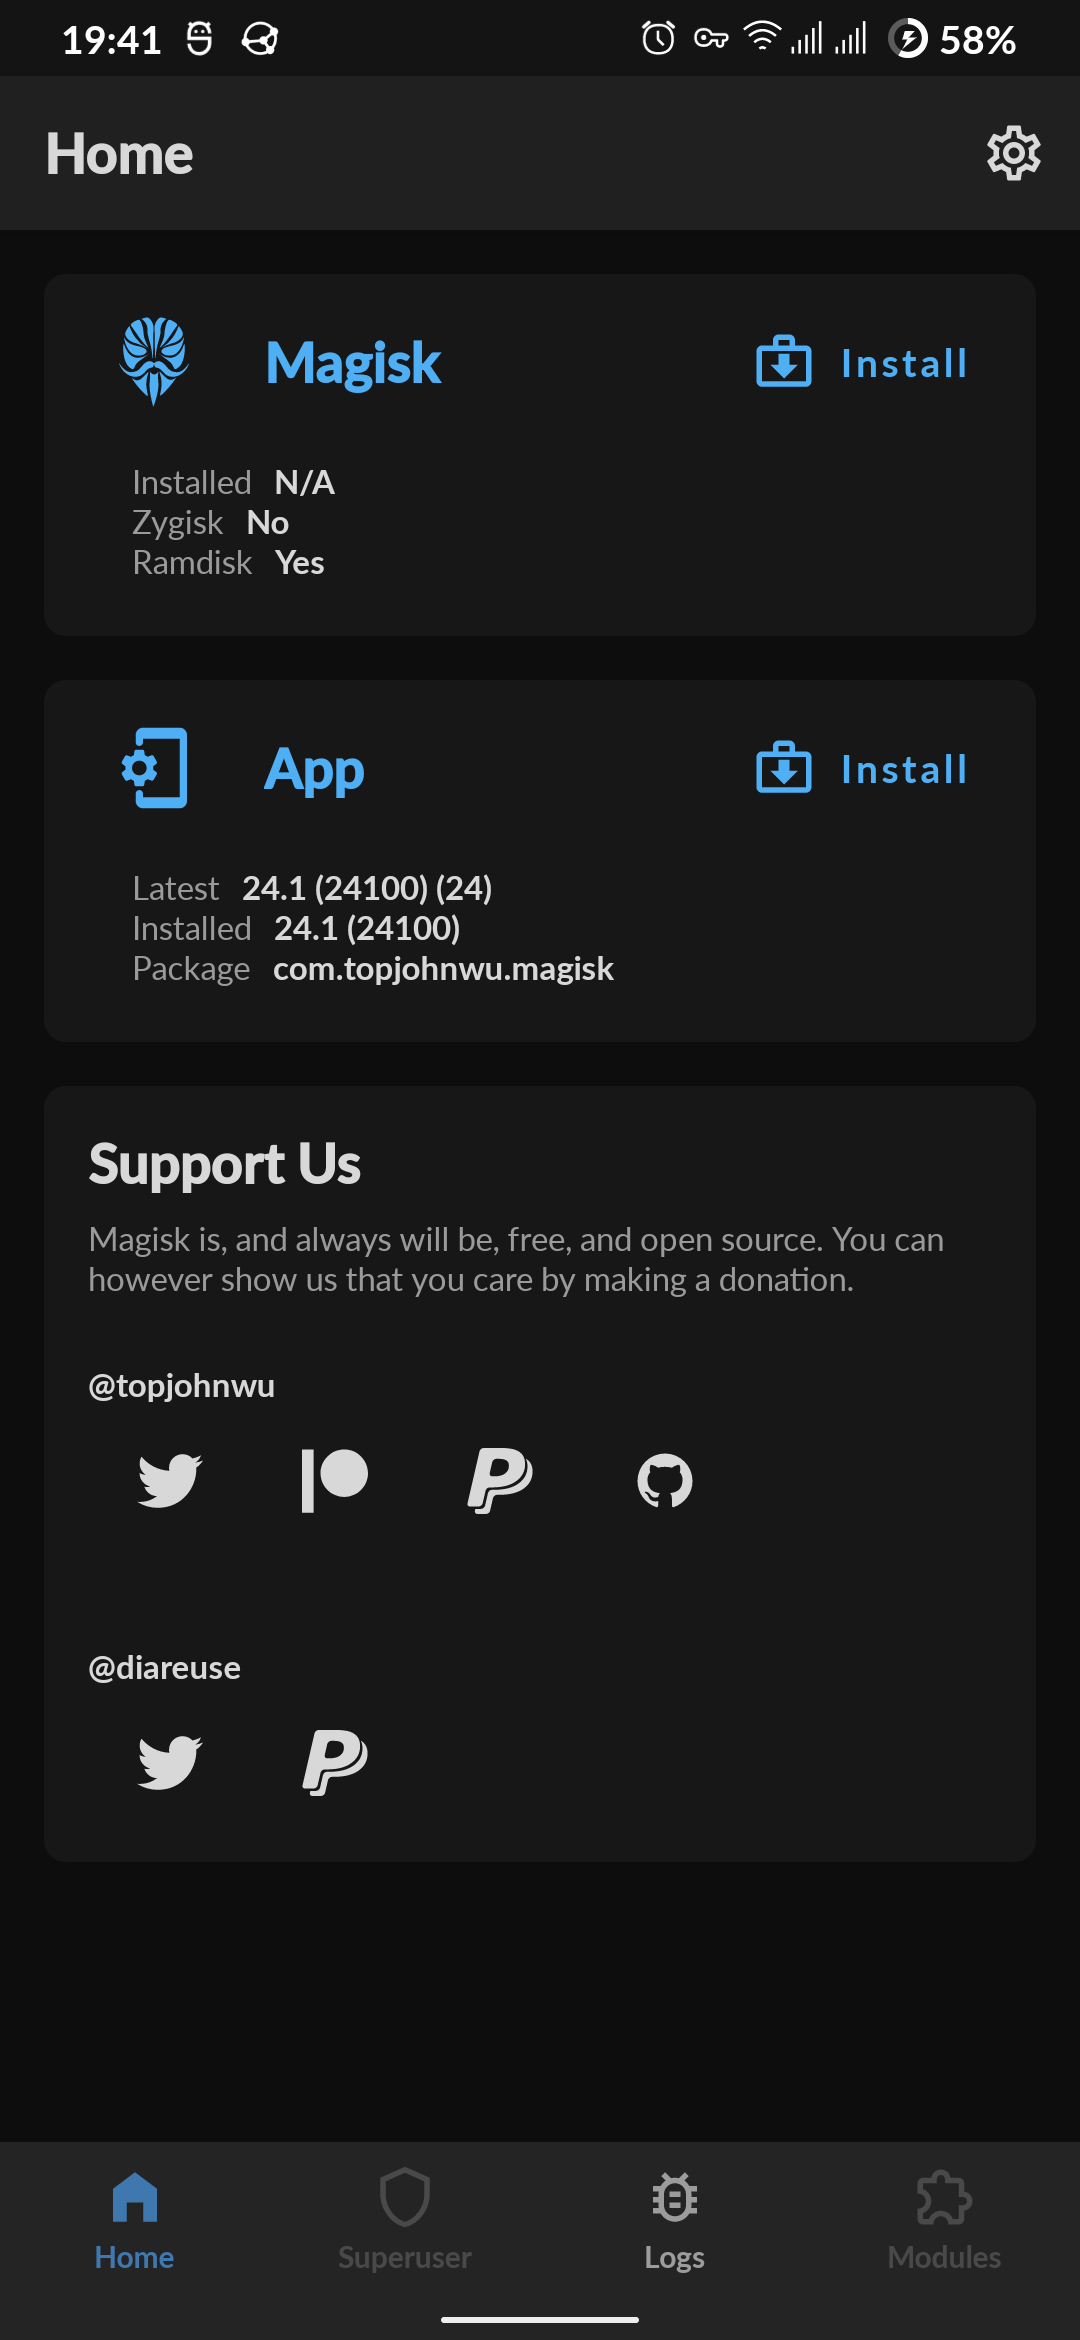 19:41 58%
Home
Magisk Install
Installed N/A
Zygisk No
Ramdisk Yes
App Install
Latest 24.1 (24100) (24)
Installed 24.1 (24100)
Package com.topjohnwu.magisk
Support Us
Magisk is, and always will be, free, and open source. You can
however show us that you care by making a donation.
@topjohnwu
@diareuse
Home Superuser Logs Modules